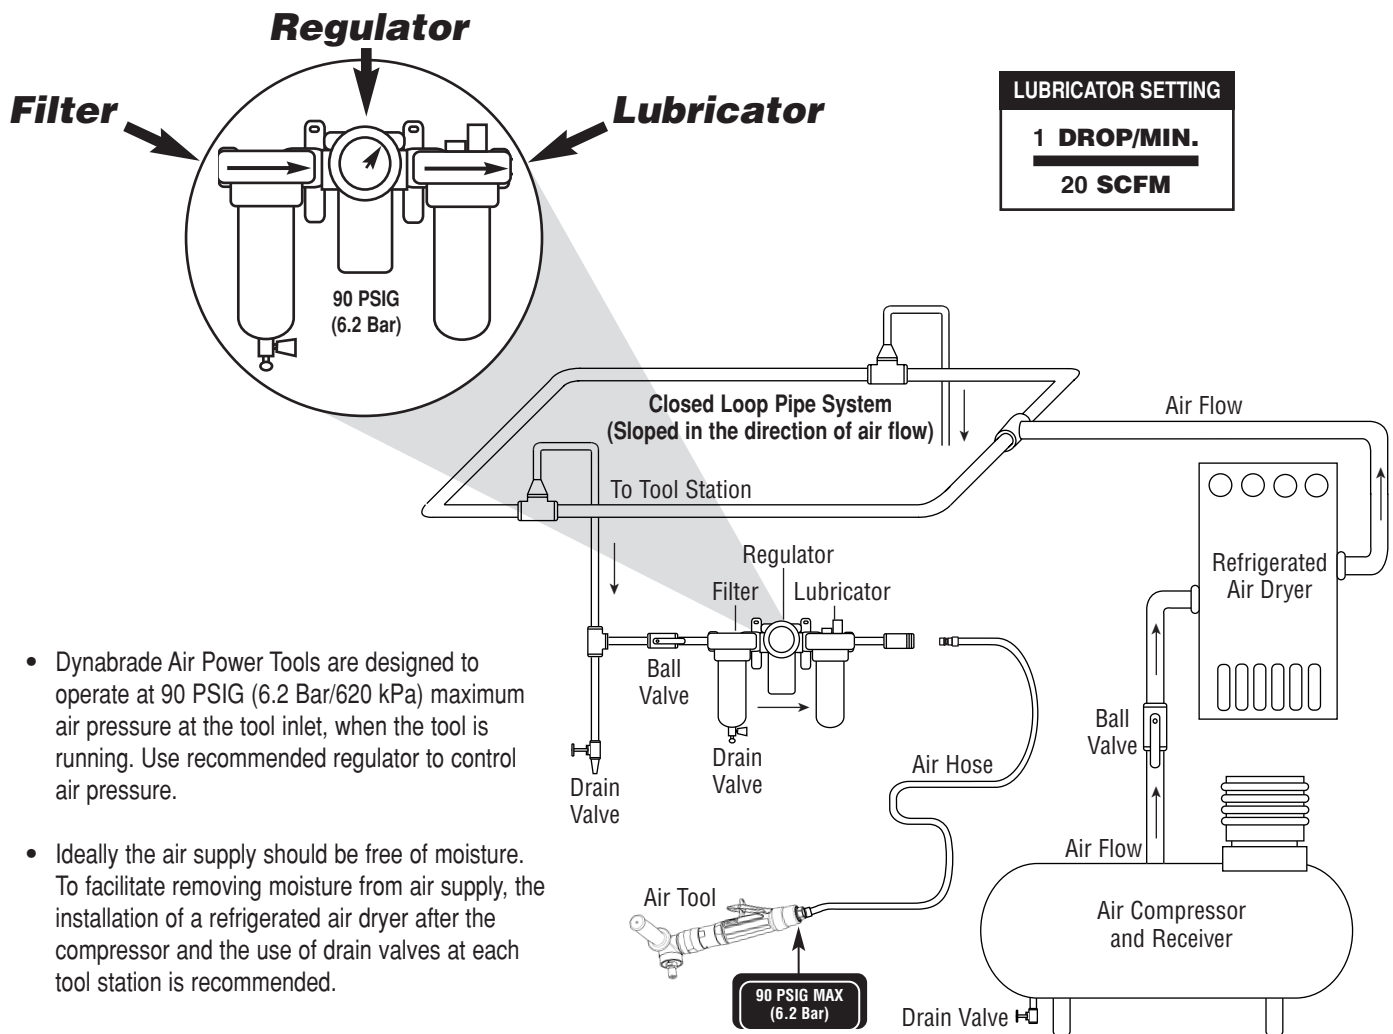 Regulator
Filter
Lubricator
90 PSIG
(6.2 Bar)
LUBRICATOR SETTING
1 DROP/MIN.
20 SCFM
Closed Loop Pipe System
(Sloped in the direction of air flow)
Air Flow
To Tool Station
Refrigerated
Air Dryer
Regulator
Filter
Lubricator
Ball
Valve
Drain
Valve
Drain
Valve
Air Hose
Ball
Valve
Air Flow
Air Compressor
and Receiver
Drain Valve
Air Tool
90 PSIG MAX
(6.2 Bar)
• Dynabrade Air Power Tools are designed to
operate at 90 PSIG (6.2 Bar/620 kPa) maximum
air pressure at the tool inlet, when the tool is
running. Use recommended regulator to control
air pressure.
• Ideally the air supply should be free of moisture.
To facilitate removing moisture from air supply, the
installation of a refrigerated air dryer after the
compressor and the use of drain valves at each
tool station is recommended.